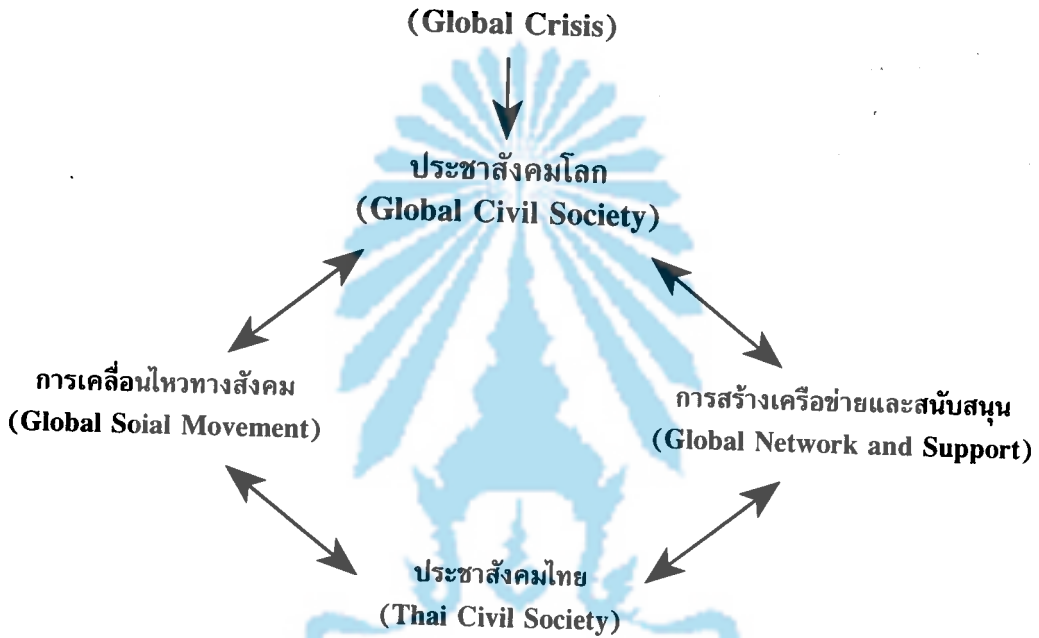 (Global Crisis)
ประชาสังคมโลก
(Global Civil Society)
การเคลื่อนไหวทางสังคม
(Global Soial Movement)
การสร้างเครือข่ายและสนับสนุน
(Global Network and Support)
ประชาสังคมไทย
(Thai Civil Society)